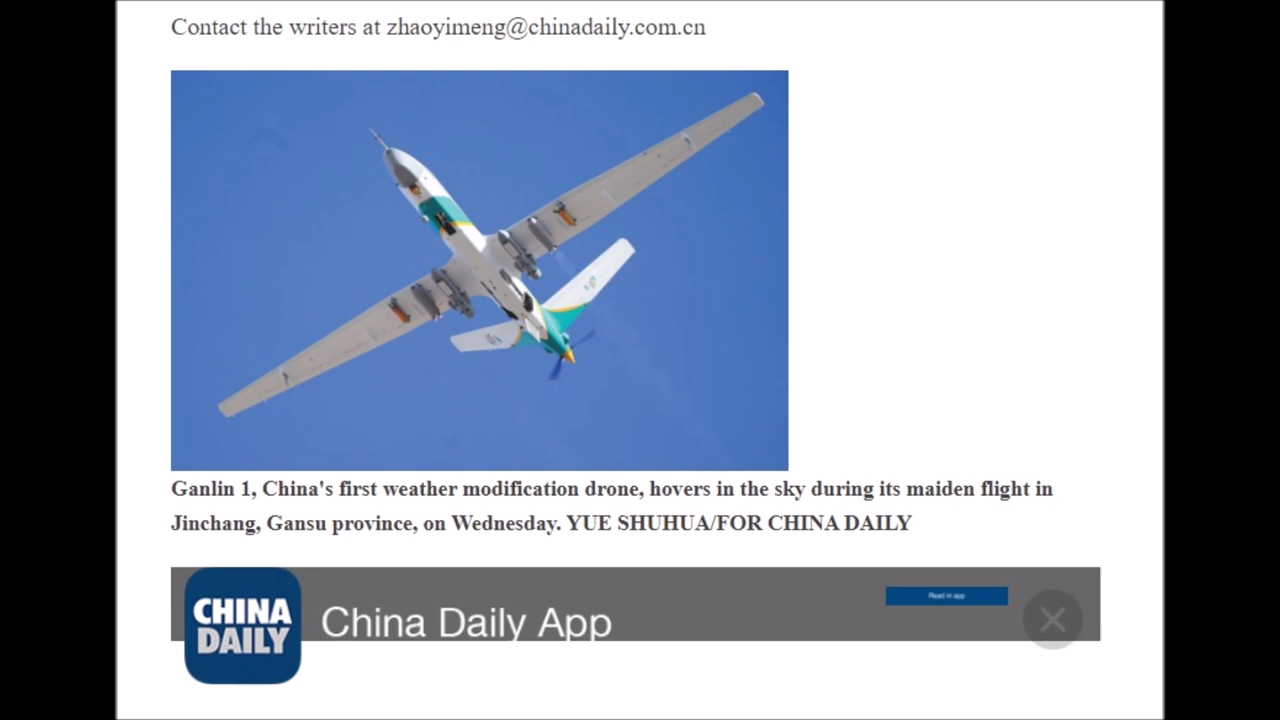 Contact the writers at zhaoyimeng@chinadaily.com.cn
Ganlin 1, China's first weather modification drone, hovers in the sky during its maiden flight in
Jinchang, Gansu province, on Wednesday. YUE SHUHUA/FOR CHINA DAILY
CHINA
DAILY
China Daily App
Read in app